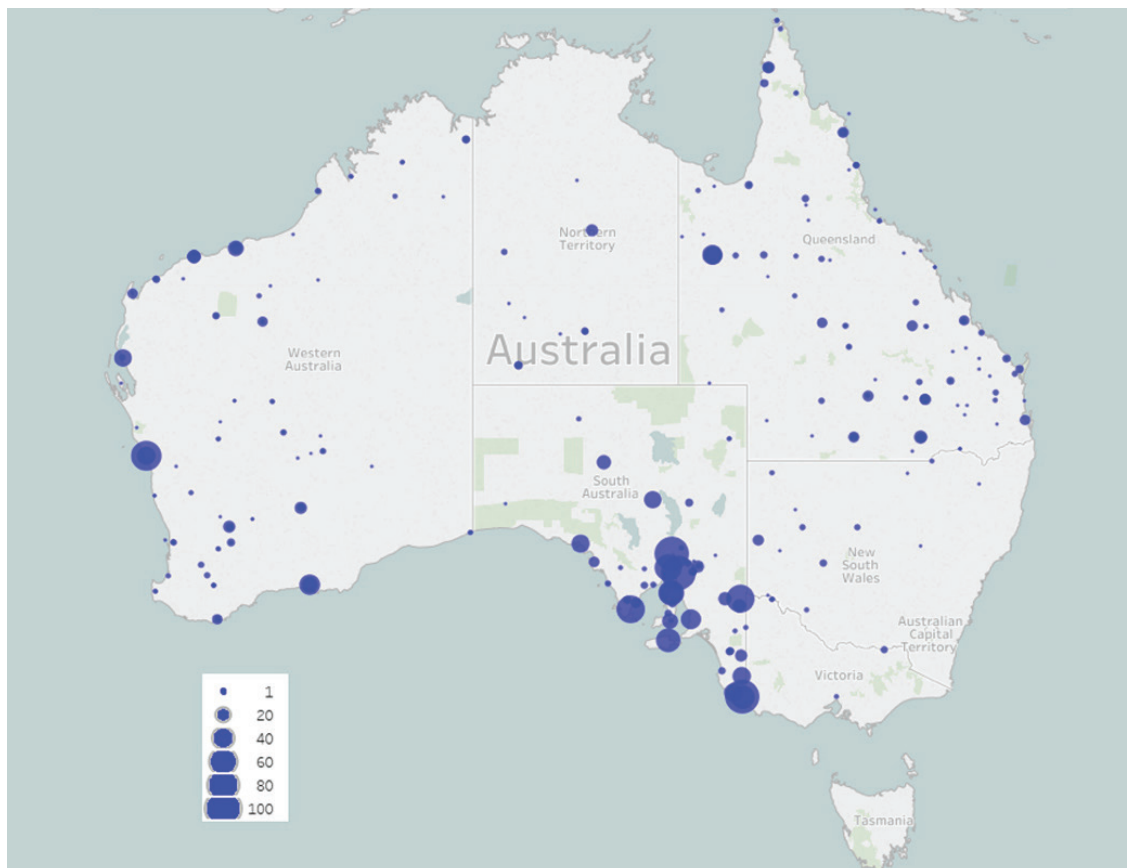 Northern
Territory
Queensland
Australia
Western
Australia
South
Australia
New
South
Wales
Australian
Capital
Territory
Victoria
Tasmania
1
20
40
60
80
100